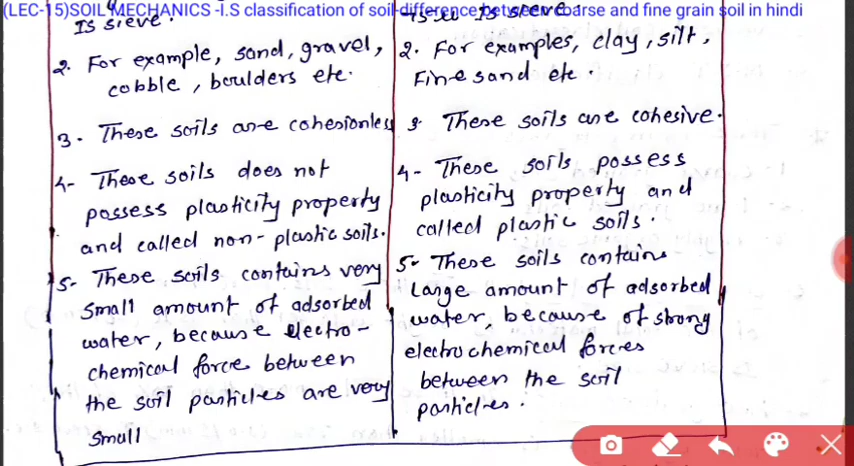 (LEC-15)SOIL MECHANICS -I.S classification of soil-difference between coarse and fine grain soil in hindi
IS sieve.
2. For example, sand, gravel,
cobble, boulders etc.
3. These soils are cohesionless
4- These soils does not
possess plasticity property
and called non-plastic soils.
5- These soils contains very
small amount of adsorbed
water, because electro-
chemical force between
the soil particles are very
small
IS sieve.
2. For examples, clay, silt,
Fine sand etc.
3 These soils are cohesive.
4- These soils possess
plasticity property and
called plastic soils.
5- These soils contains
large amount of adsorbed
water, because of strong
electrochemical forces
between the soil
particles.